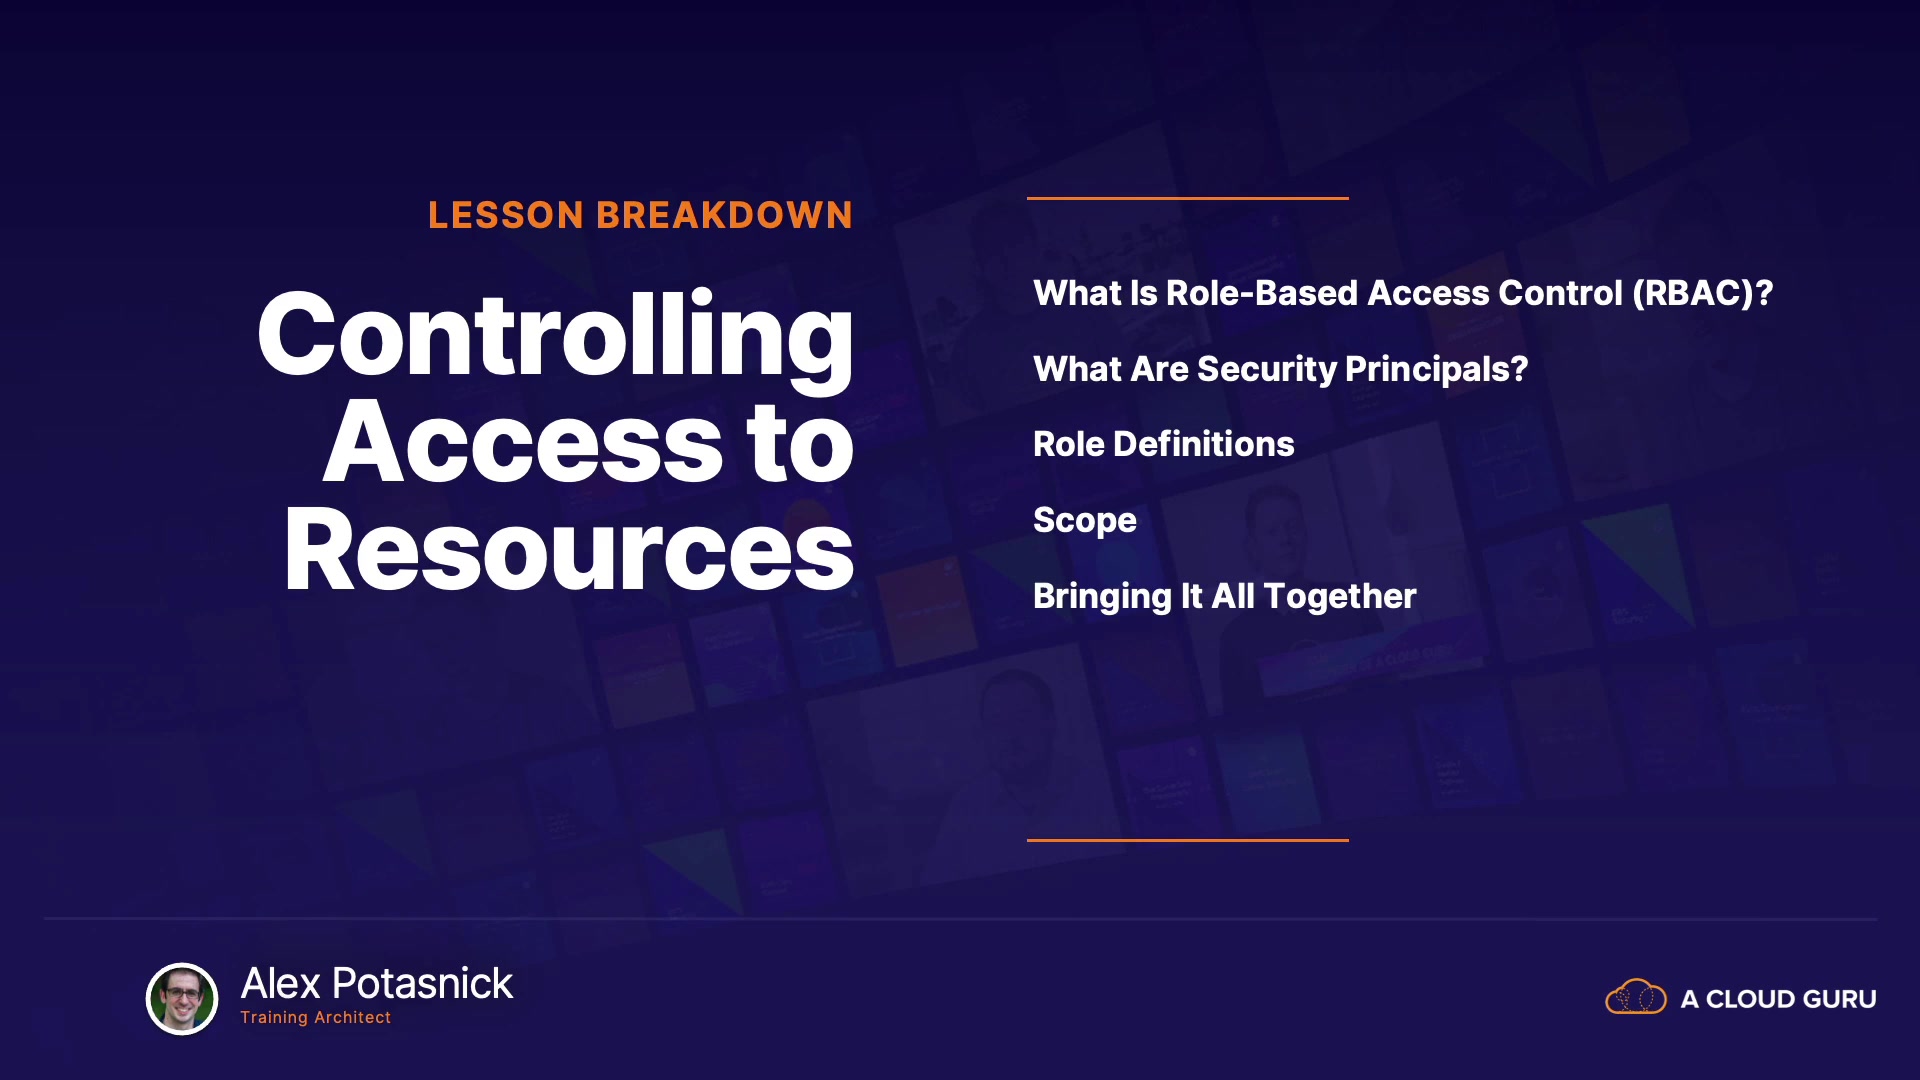 LESSON BREAKDOWN
Controlling
Access to
Resources
What Is Role-Based Access Control (RBAC)?
What Are Security Principals?
Role Definitions
Scope
Bringing It All Together
Alex Potasnick
Training Architect
A CLOUD GURU